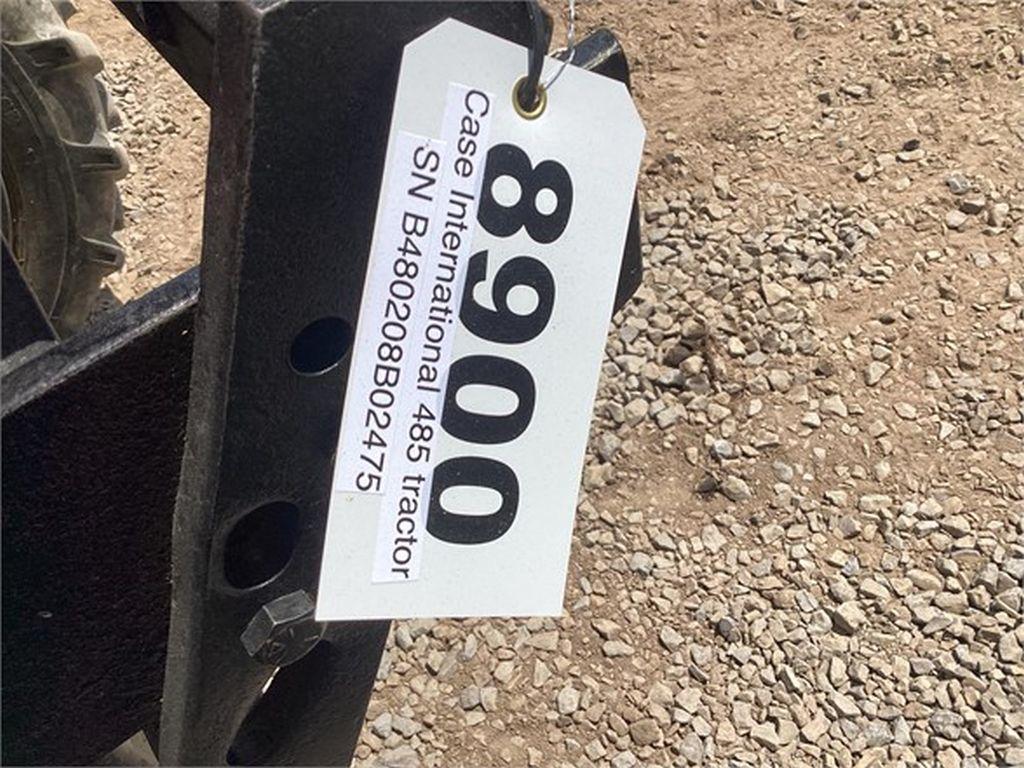 8900
Case International 485 tractor
SN B480208B02475